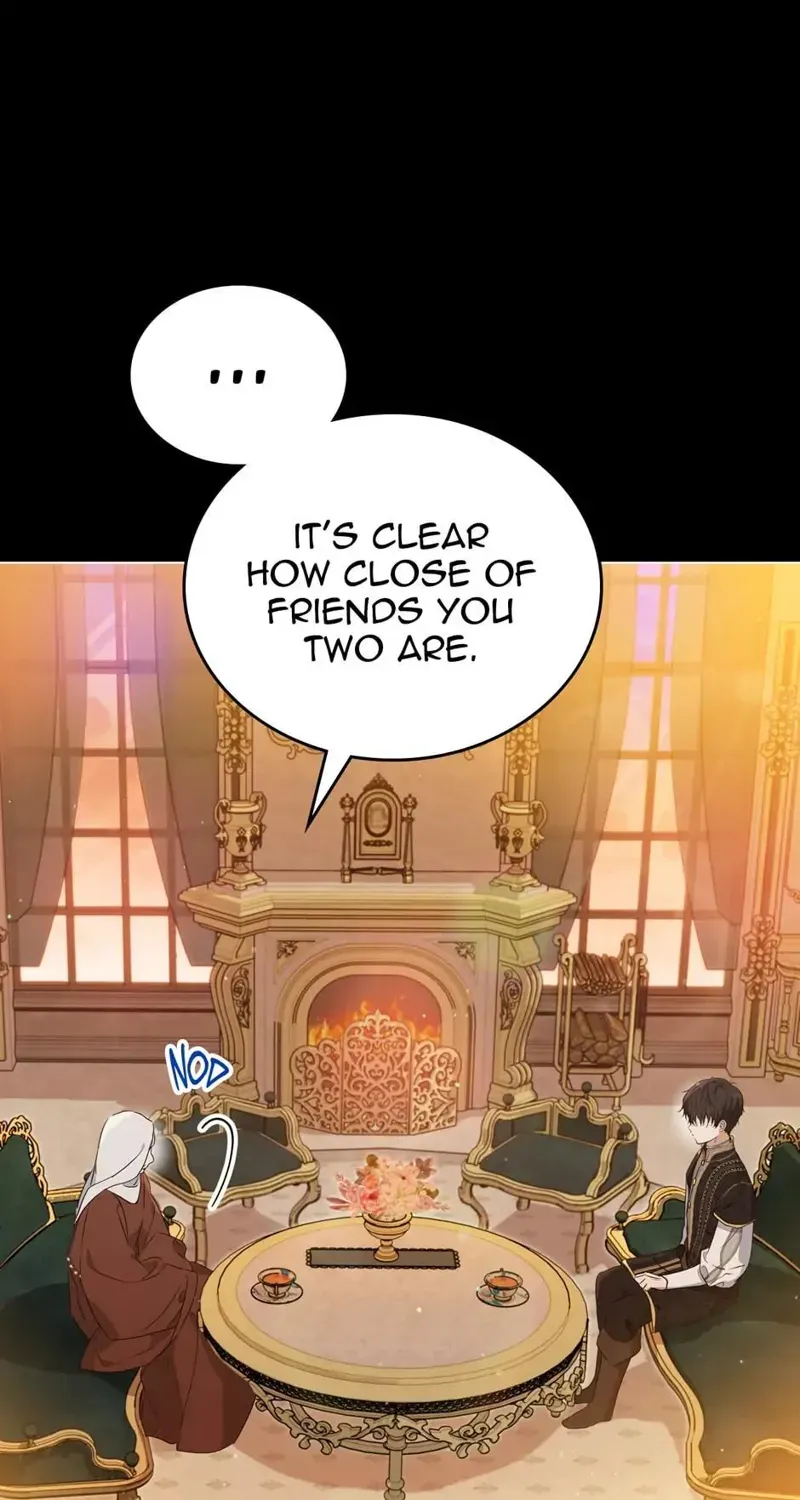 ...
IT'S CLEAR
HOW CLOSE OF
FRIENDS YOU
TWO ARE.
NOD